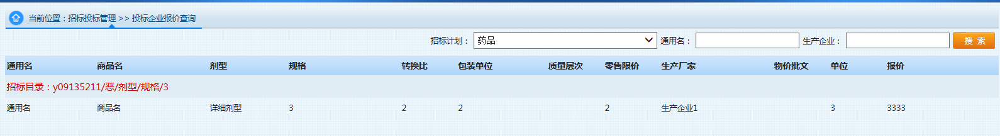 当前位置：招标投标管理 >> 投标企业报价查询
招标计划： 药品 通用名： 生产企业： 搜 索
通用名 商品名 剂型 规格 转换比 包装单位 质量层次 零售限价 生产厂家 物价批文 单位 报价
招标目录：y09135211/恶/剂型/规格/3
通用名 商品名 详细剂型 3 2 2 2 生产企业1 3 3333